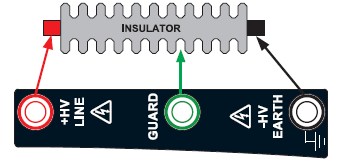 INSULATOR
+HV
LINE
GUARD
-HV
EARTH